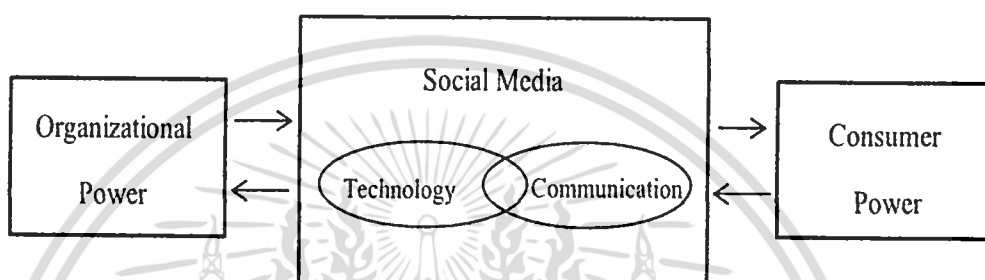 Social Media
Organizational
Power
Technology
Communication
Consumer
Power